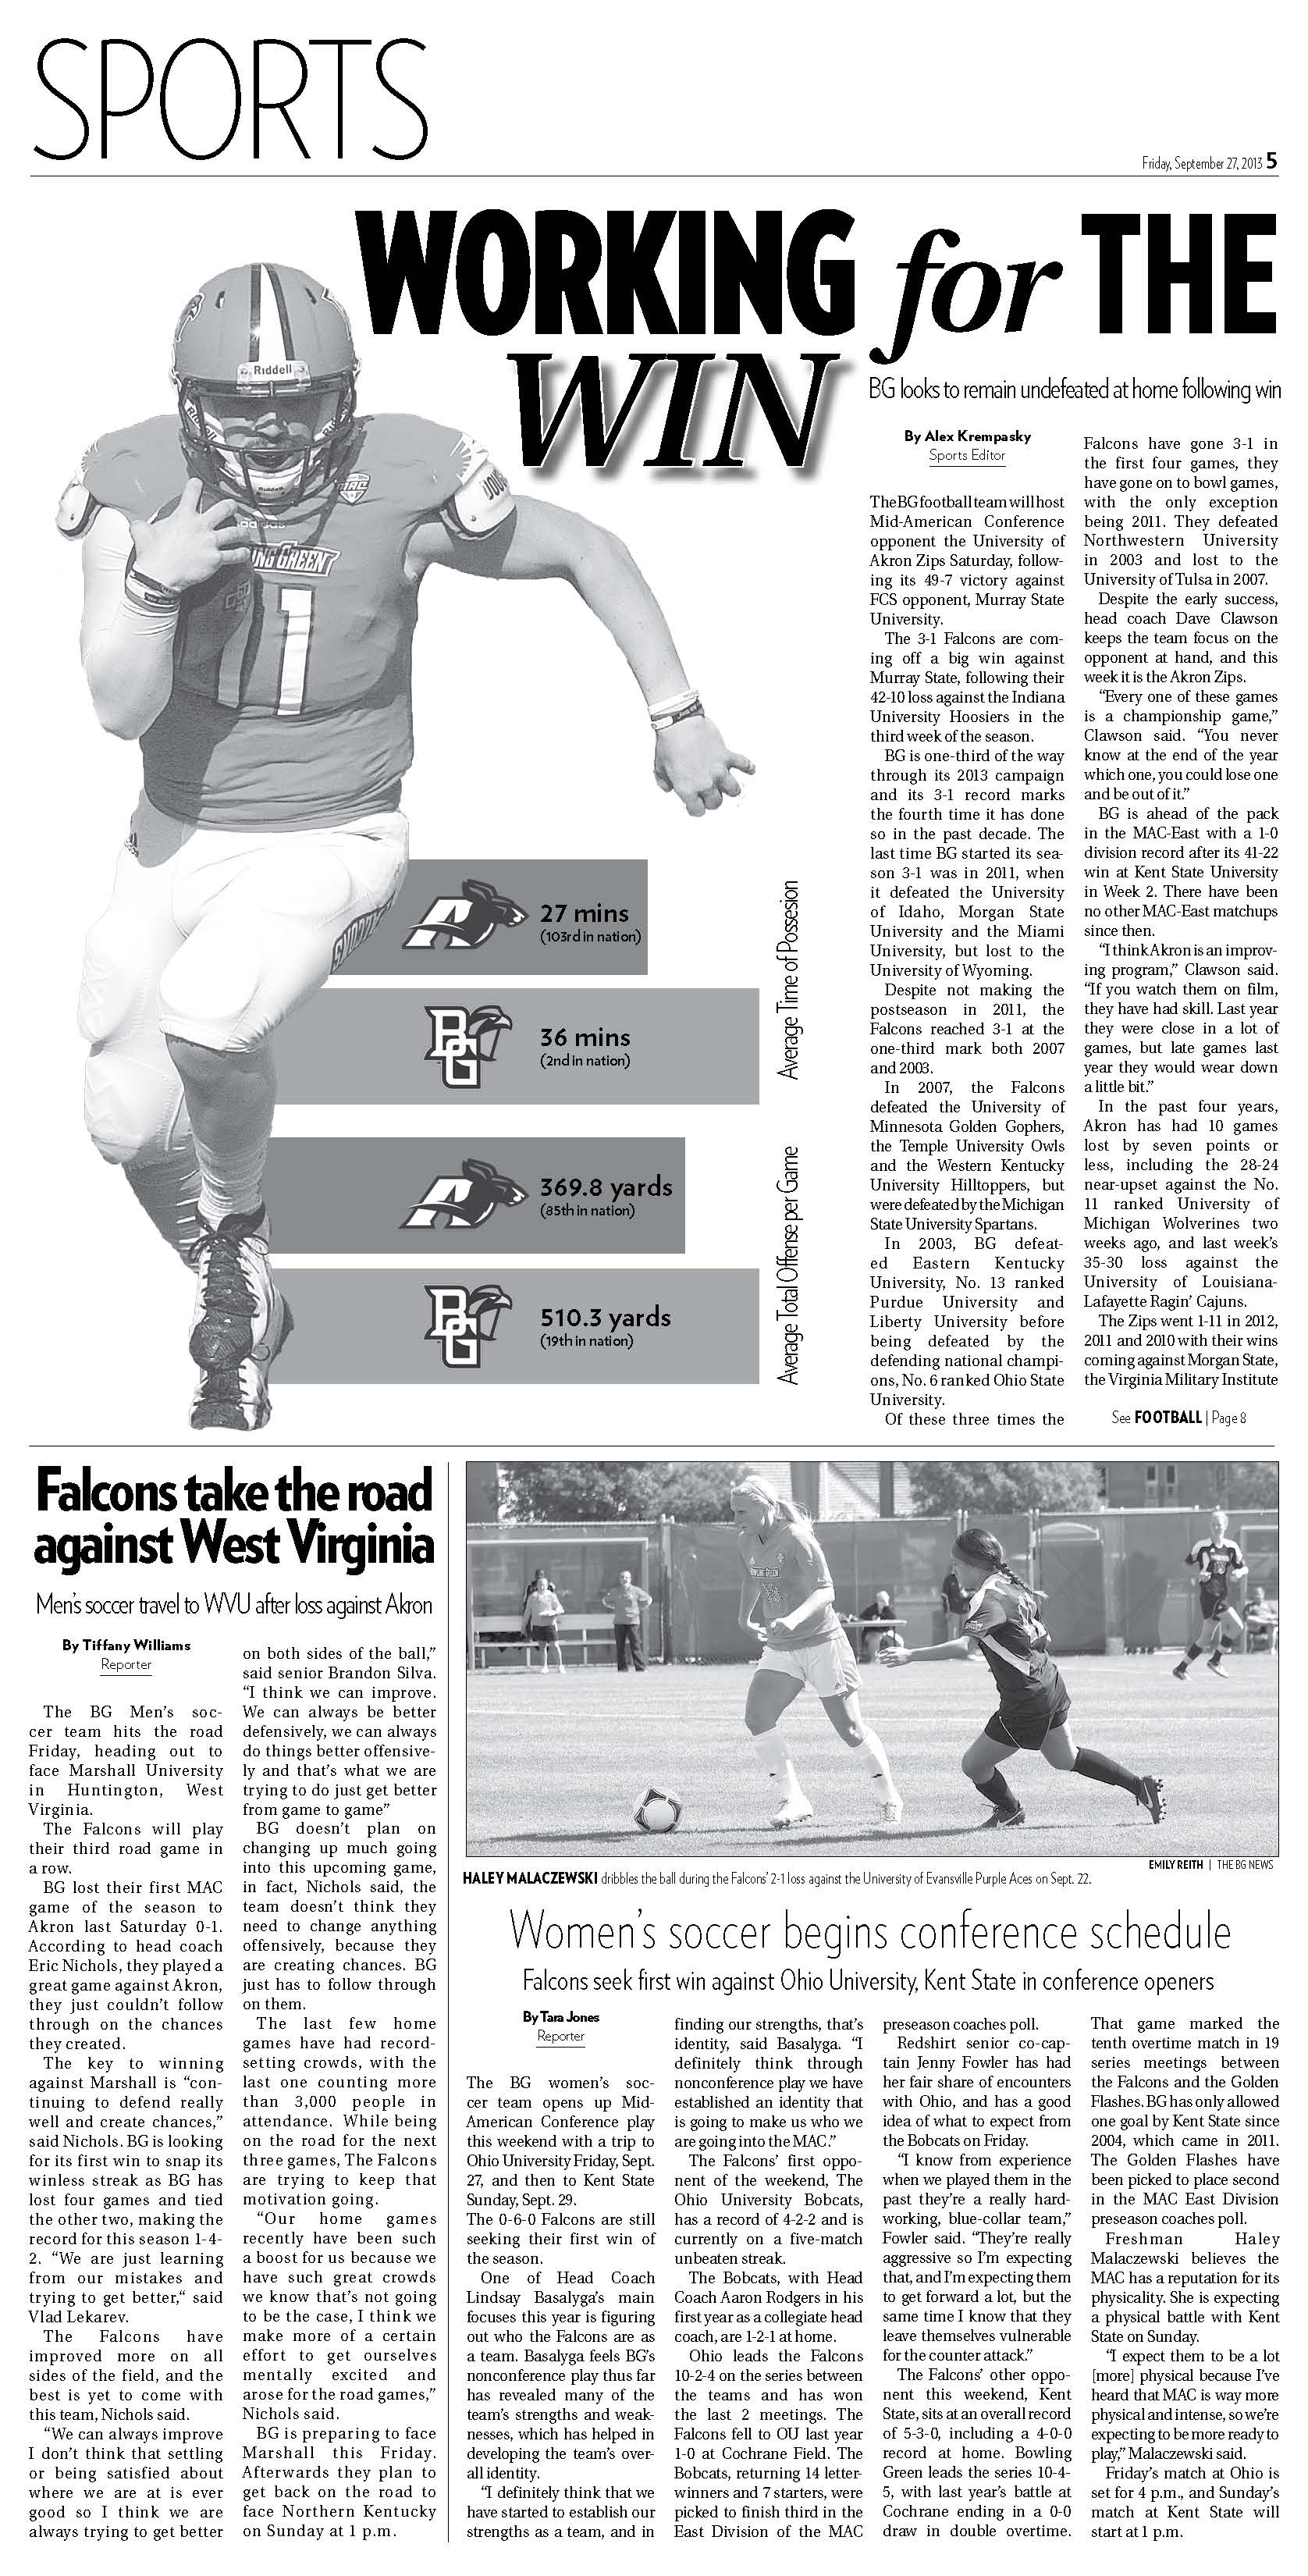 SPORTS
Friday, September 27, 2013 5
WORKING for THE
WIN
BG looks to remain undefeated at home following win
By Alex Krempasky
Sports Editor
The BG football team will host
Mid-American Conference
opponent the University of
Akron Zips Saturday, follow-
ing its 49-7 victory against
FCS opponent, Murray State
University.
The 3-1 Falcons are com-
ing off a big win against
Murray State, following their
42-10 loss against the Indiana
University Hoosiers in the
third week of the season.
BG is one-third of the way
through its 2013 campaign
and its 3-1 record marks
the fourth time it has done
so in the past decade. The
last time BG started its sea-
son 3-1 was in 2011, when
it defeated the University
of Idaho, Morgan State
University and the Miami
University, but lost to the
University of Wyoming.
Despite not making the
postseason in 2011, the
Falcons reached 3-1 at the
one-third mark both 2007
and 2003.
In 2007, the Falcons
defeated the University of
Minnesota Golden Gophers,
the Temple University Owls
and the Western Kentucky
University Hilltoppers, but
were defeated by the Michigan
State University Spartans.
In 2003, BG defeat-
ed Eastern Kentucky
University, No. 13 ranked
Purdue University and
Liberty University before
being defeated by the
defending national champi-
ons, No. 6 ranked Ohio State
University.
Of these three times the
Falcons have gone 3-1 in
the first four games, they
have gone on to bowl games,
with the only exception
being 2011. They defeated
Northwestern University
in 2003 and lost to the
University of Tulsa in 2007.
Despite the early success,
head coach Dave Clawson
keeps the team focus on the
opponent at hand, and this
week it is the Akron Zips.
“Every one of these games
is a championship game,”
Clawson said. “You never
know at the end of the year
which one, you could lose one
and be out of it.”
BG is ahead of the pack
in the MAC-East with a 1-0
division record after its 41-22
win at Kent State University
in Week 2. There have been
no other MAC-East matchups
since then.
“I think Akron is an improv-
ing program,” Clawson said.
“If you watch them on film,
they have had skill. Last year
they were close in a lot of
games, but late games last
year they would wear down
a little bit.”
In the past four years,
Akron has had 10 games
lost by seven points or
less, including the 28-24
near-upset against the No.
11 ranked University of
Michigan Wolverines two
weeks ago, and last week’s
35-30 loss against the
University of Louisiana-
Lafayette Ragin’ Cajuns.
The Zips went 1-11 in 2012,
2011 and 2010 with their wins
coming against Morgan State,
the Virginia Military Institute
See FOOTBALL | Page 8
Riddell
Riddell
MAC
adidas
NG GREEN
1
27 mins
(103rd in nation)
BG
36 mins
(2nd in nation)
Average Time of Possesion
369.8 yards
(85th in nation)
BG
510.3 yards
(19th in nation)
Average Total Offense per Game
Falcons take the road
against West Virginia
Men’s soccer travel to WVU after loss against Akron
By Tiffany Williams
Reporter
The BG Men’s soc-
cer team hits the road
Friday, heading out to
face Marshall University
in Huntington, West
Virginia.
The Falcons will play
their third road game in
a row.
BG lost their first MAC
game of the season to
Akron last Saturday 0-1.
According to head coach
Eric Nichols, they played a
great game against Akron,
they just couldn’t follow
through on the chances
they created.
The key to winning
against Marshall is “con-
tinuing to defend really
well and create chances,”
said Nichols. BG is looking
for its first win to snap its
winless streak as BG has
lost four games and tied
the other two, making the
record for this season 1-4-
2. “We are just learning
from our mistakes and
trying to get better,“ said
Vlad Lekarev.
The Falcons have
improved more on all
sides of the field, and the
best is yet to come with
this team, Nichols said.
“We can always improve
I don’t think that settling
or being satisfied about
where we are at is ever
good so I think we are
always trying to get better
on both sides of the ball,”
said senior Brandon Silva.
“I think we can improve.
We can always be better
defensively, we can always
do things better offensive-
ly and that’s what we are
trying to do just get better
from game to game”
BG doesn’t plan on
changing up much going
into this upcoming game,
in fact, Nichols said, the
team doesn’t think they
need to change anything
offensively, because they
are creating chances. BG
just has to follow through
on them.
The last few home
games have had record-
setting crowds, with the
last one counting more
than 3,000 people in
attendance. While being
on the road for the next
three games, The Falcons
are trying to keep that
motivation going.
“Our home games
recently have been such
a boost for us because we
have such great crowds
we know that’s not going
to be the case, I think we
make more of a certain
effort to get ourselves
mentally excited and
arose for the road games,”
Nichols said.
BG is preparing to face
Marshall this Friday.
Afterwards they plan to
get back on the road to
face Northern Kentucky
on Sunday at 1 p.m.
EMILY REITH | THE BG NEWS
HALEY MALACZEWSKI dribbles the ball during the Falcons’ 2-1 loss against the University of Evansville Purple Aces on Sept. 22.
Women’s soccer begins conference schedule
Falcons seek first win against Ohio University, Kent State in conference openers
By Tara Jones
Reporter
The BG women’s soc-
cer team opens up Mid-
American Conference play
this weekend with a trip to
Ohio University Friday, Sept.
27, and then to Kent State
Sunday, Sept. 29.
The 0-6-0 Falcons are still
seeking their first win of
the season.
One of Head Coach
Lindsay Basalyga’s main
focuses this year is figuring
out who the Falcons are as
a team. Basalyga feels BG’s
nonconference play thus far
has revealed many of the
team’s strengths and weak-
nesses, which has helped in
developing the team’s over-
all identity.
“I definitely think that we
have started to establish our
strengths as a team, and in
finding our strengths, that’s
identity, said Basalyga. “I
definitely think through
nonconference play we have
established an identity that
is going to make us who we
are going into the MAC.”
The Falcons’ first oppo-
nent of the weekend, The
Ohio University Bobcats,
has a record of 4-2-2 and is
currently on a five-match
unbeaten streak.
The Bobcats, with Head
Coach Aaron Rodgers in his
first year as a collegiate head
coach, are 1-2-1 at home.
Ohio leads the Falcons
10-2-4 on the series between
the teams and has won
the last 2 meetings. The
Falcons fell to OU last year
1-0 at Cochrane Field. The
Bobcats, returning 14 letter-
winners and 7 starters, were
picked to finish third in the
East Division of the MAC
preseason coaches poll.
Redshirt senior co-cap-
tain Jenny Fowler has had
her fair share of encounters
with Ohio, and has a good
idea of what to expect from
the Bobcats on Friday.
“I know from experience
when we played them in the
past they’re a really hard-
working, blue-collar team,”
Fowler said. “They’re really
aggressive so I’m expecting
that, and I’m expecting them
to get forward a lot, but the
same time I know that they
leave themselves vulnerable
for the counter attack.”
The Falcons’ other oppo-
nent this weekend, Kent
State, sits at an overall record
of 5-3-0, including a 4-0-0
record at home. Bowling
Green leads the series 10-4-
5, with last year’s battle at
Cochrane ending in a 0-0
draw in double overtime.
That game marked the
tenth overtime match in 19
series meetings between
the Falcons and the Golden
Flashes. BG has only allowed
one goal by Kent State since
2004, which came in 2011.
The Golden Flashes have
been picked to place second
in the MAC East Division
preseason coaches poll.
Freshman Haley
Malaczewski believes the
MAC has a reputation for its
physicality. She is expecting
a physical battle with Kent
State on Sunday.
“I expect them to be a lot
[more] physical because I’ve
heard that MAC is way more
physical and intense, so we’re
expecting to be more ready to
play,” Malaczewski said.
Friday’s match at Ohio is
set for 4 p.m., and Sunday’s
match at Kent State will
start at 1 p.m.